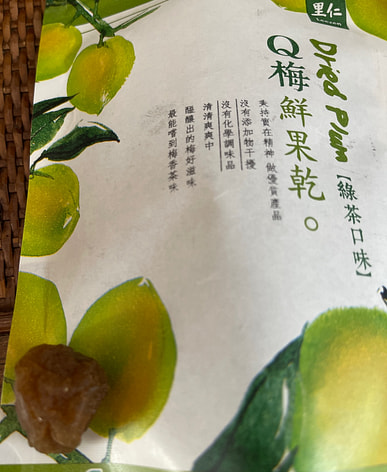 里仁
Leezen
Dried Plum
【綠茶口味】
Q梅鮮果乾。
秉持實在精神 做優質產品
沒有添加物干擾
沒有化學調味品
清清爽爽中
醞釀出的梅好滋味
最能嚐到梅香茶味